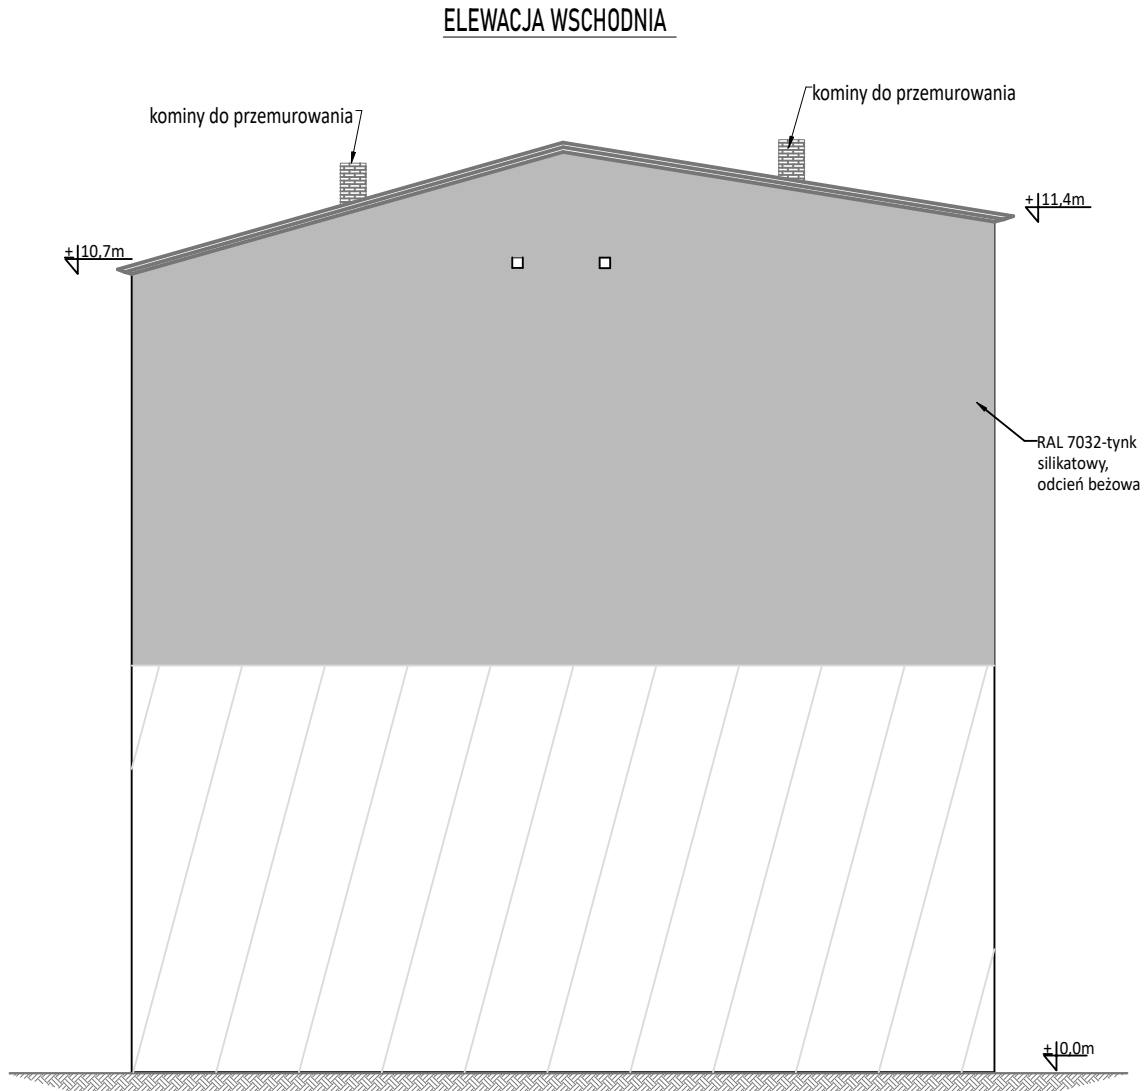 ELEWACJA WSCHODNIA
kominy do przemurowania
kominy do przemurowania
+11,4m
+10,7m
RAL 7032-tynk
silikatowy,
odcień beżowa
±0,0m